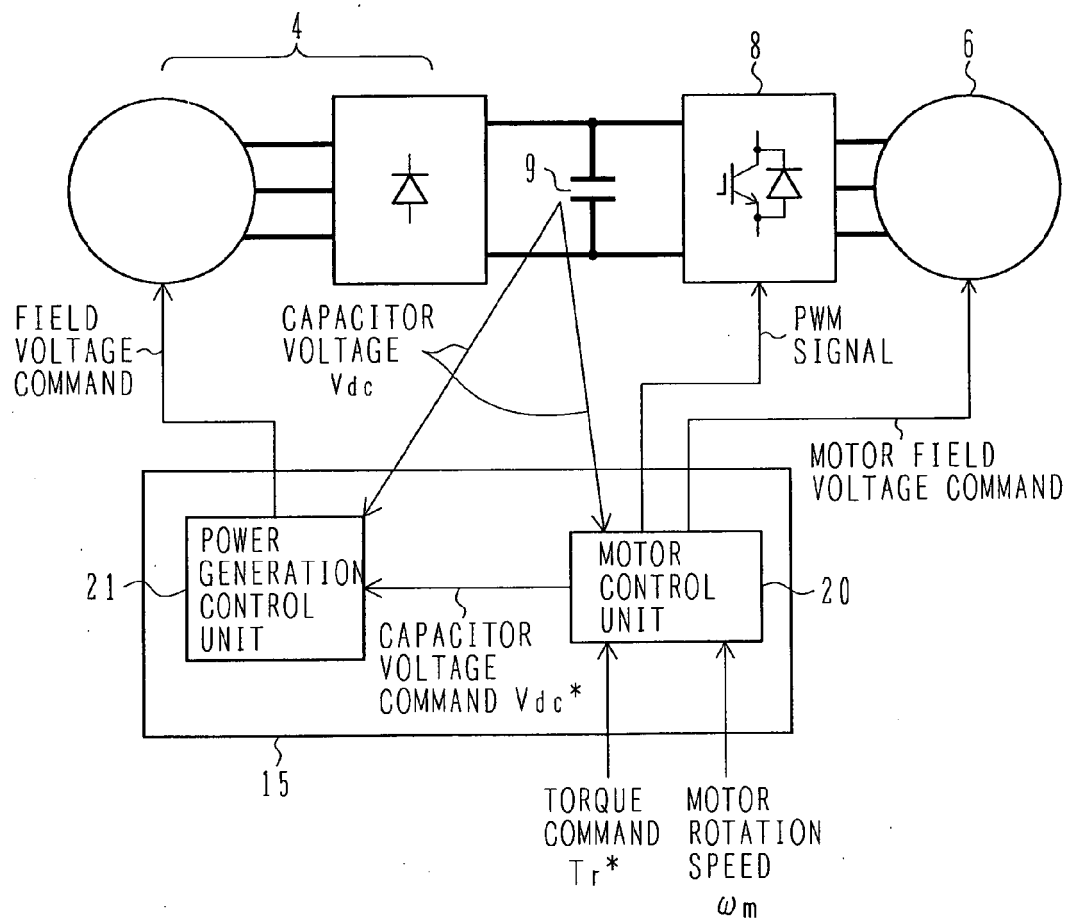 4
8
6
9
FIELD
VOLTAGE
COMMAND
CAPACITOR
VOLTAGE
Vdc
PWM
SIGNAL
MOTOR FIELD
VOLTAGE COMMAND
21
POWER
GENERATION
CONTROL
UNIT
MOTOR
CONTROL
UNIT
20
CAPACITOR
VOLTAGE
COMMAND Vdc*
15
TORQUE
COMMAND
Tr*
MOTOR
ROTATION
SPEED
ωm